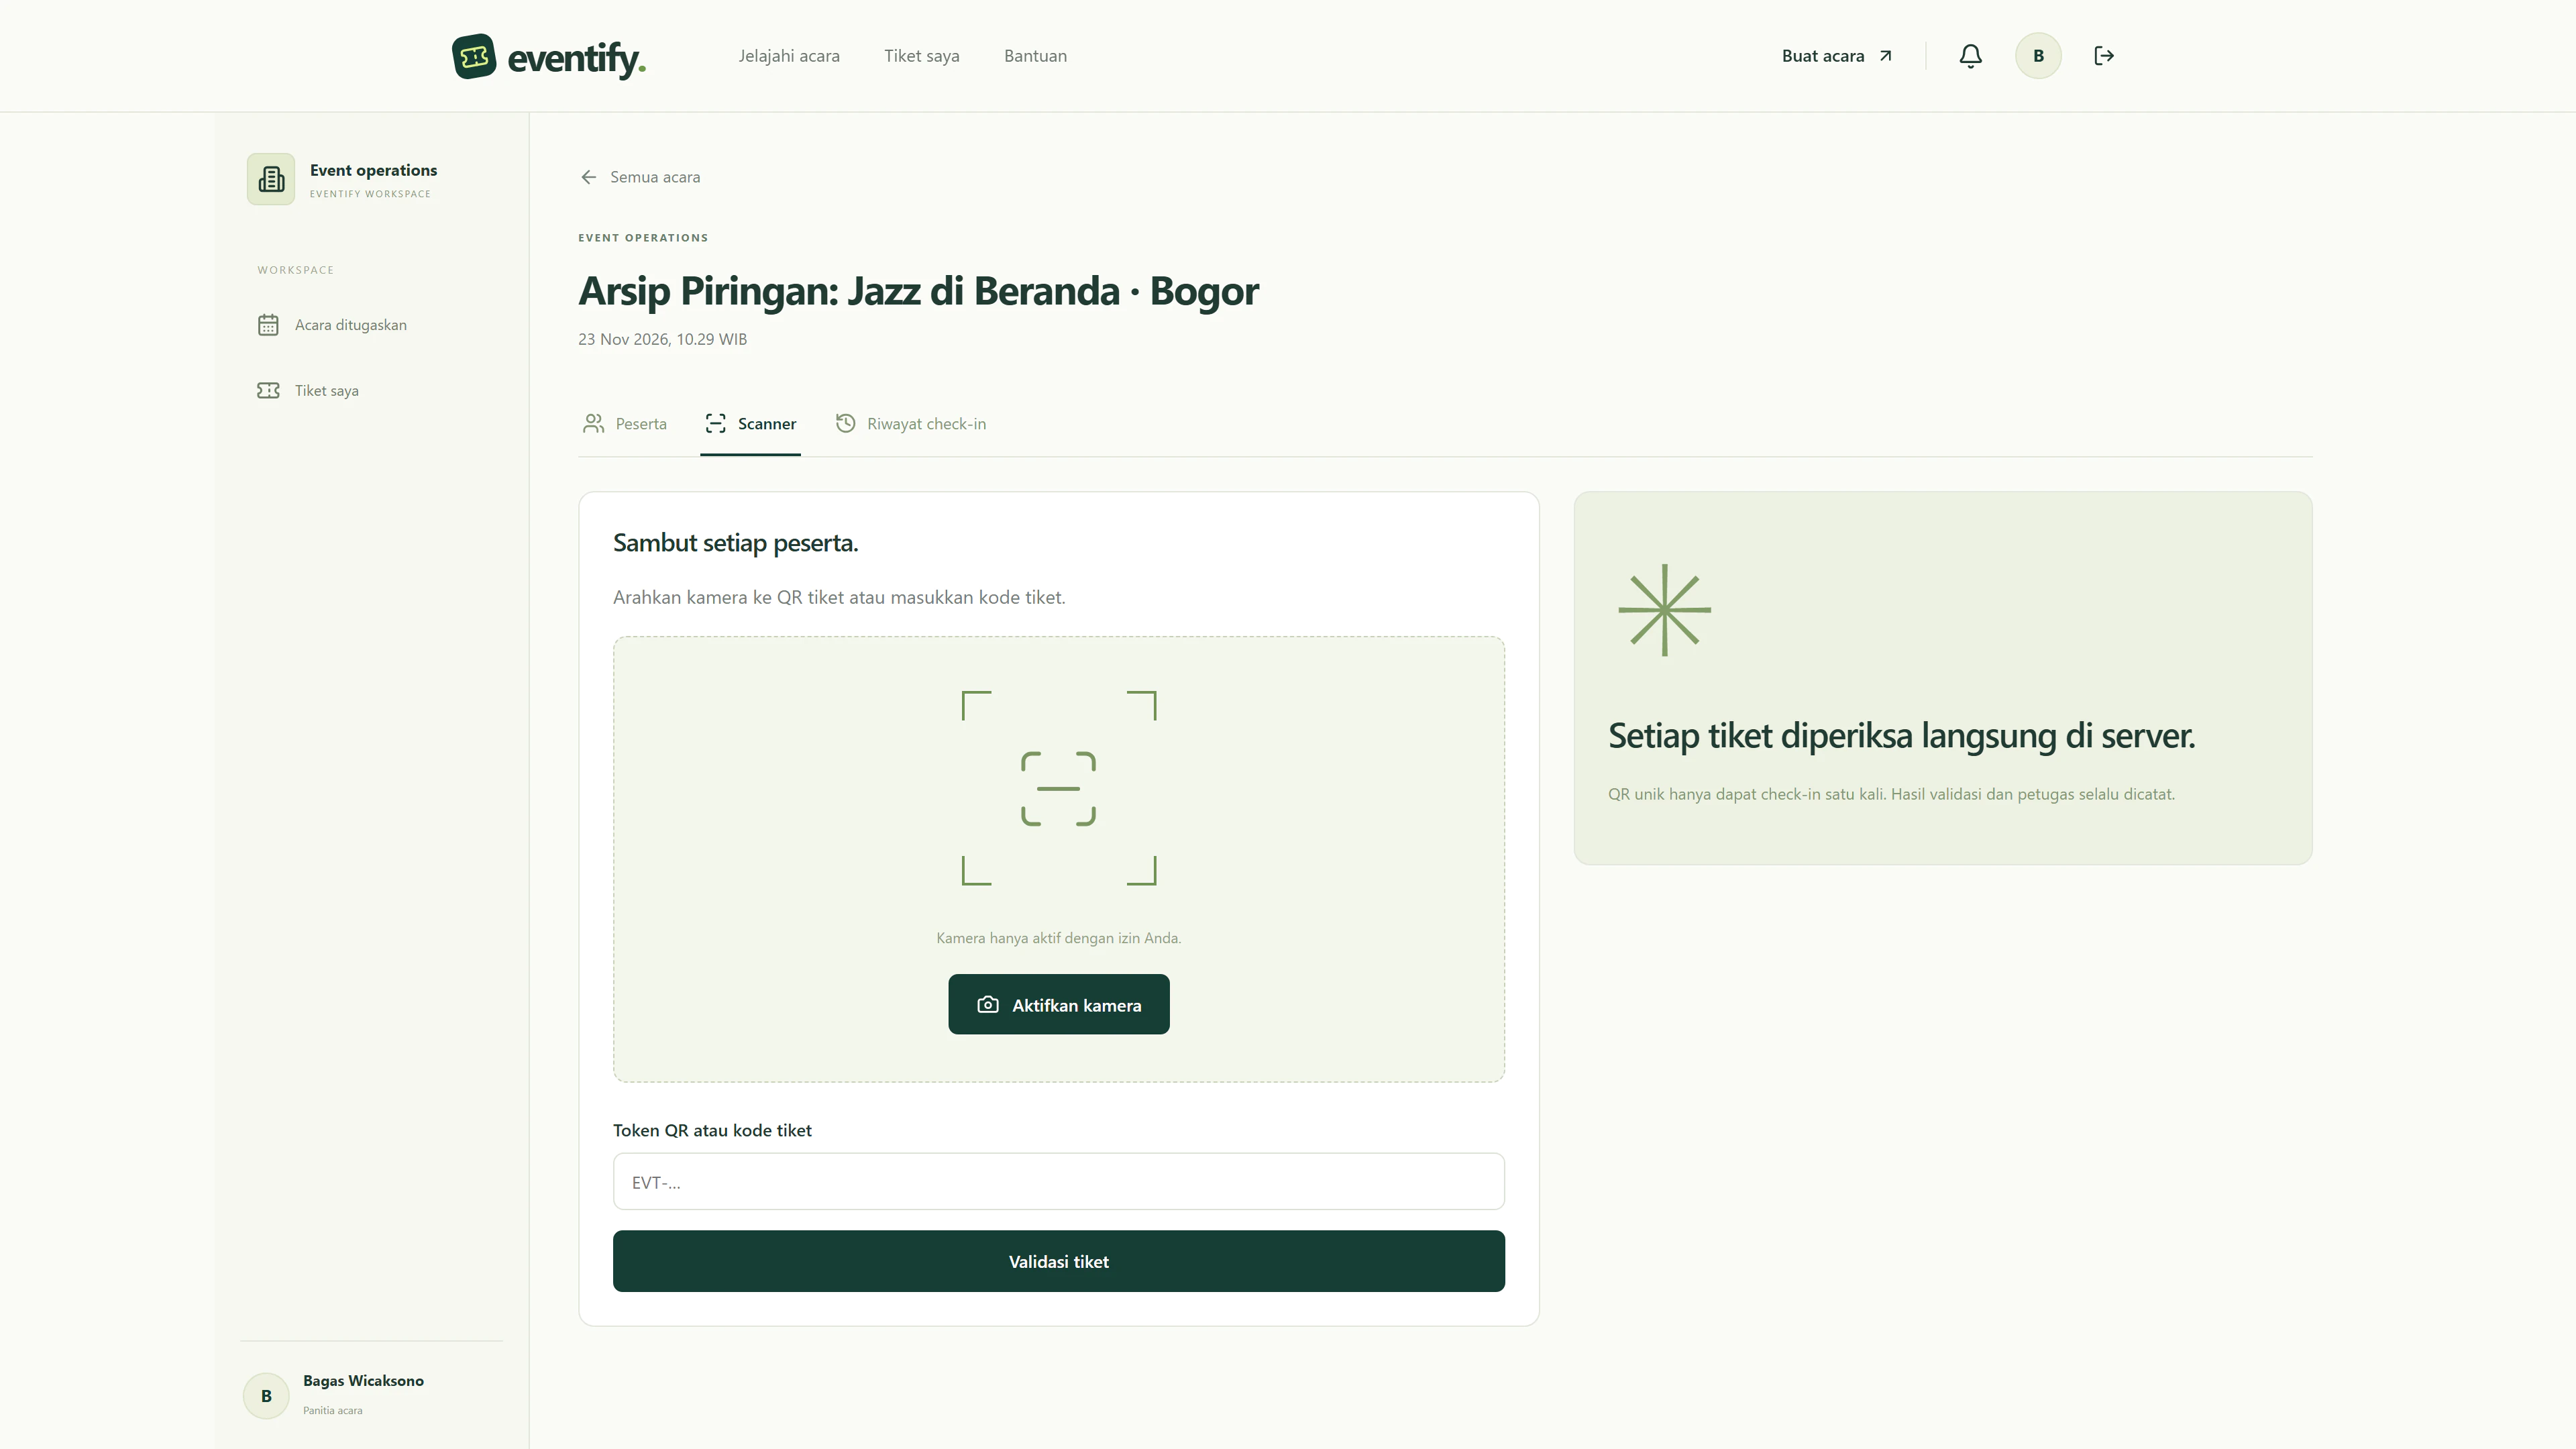 eventify.
Jelajahi acara
Tiket saya
Bantuan
Buat acara
B
Event operations
EVENTIFY WORKSPACE
WORKSPACE
Acara ditugaskan
Tiket saya
Bagas Wicaksono
B
Panitia acara
Semua acara
EVENT OPERATIONS
Arsip Piringan: Jazz di Beranda · Bogor
23 Nov 2026, 10.29 WIB
Peserta
Scanner
Riwayat check-in
Sambut setiap peserta.
Arahkan kamera ke QR tiket atau masukkan kode tiket.
Kamera hanya aktif dengan izin Anda.
Aktifkan kamera
Token QR atau kode tiket
EVT-...
Validasi tiket
Setiap tiket diperiksa langsung di server.
QR unik hanya dapat check-in satu kali. Hasil validasi dan petugas selalu dicatat.